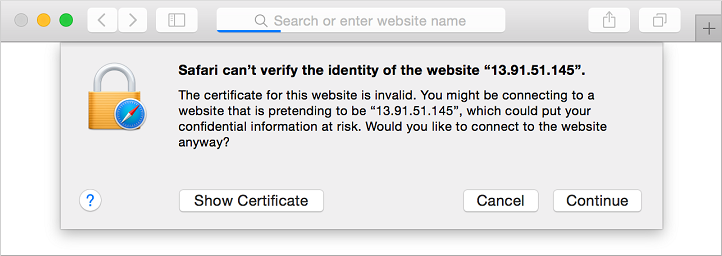 Search or enter website name
Safari can't verify the identity of the website “13.91.51.145”.
The certificate for this website is invalid. You might be connecting to a
website that is pretending to be “13.91.51.145”, which could put your
confidential information at risk. Would you like to connect to the website
anyway?
?
Show Certificate
Cancel
Continue